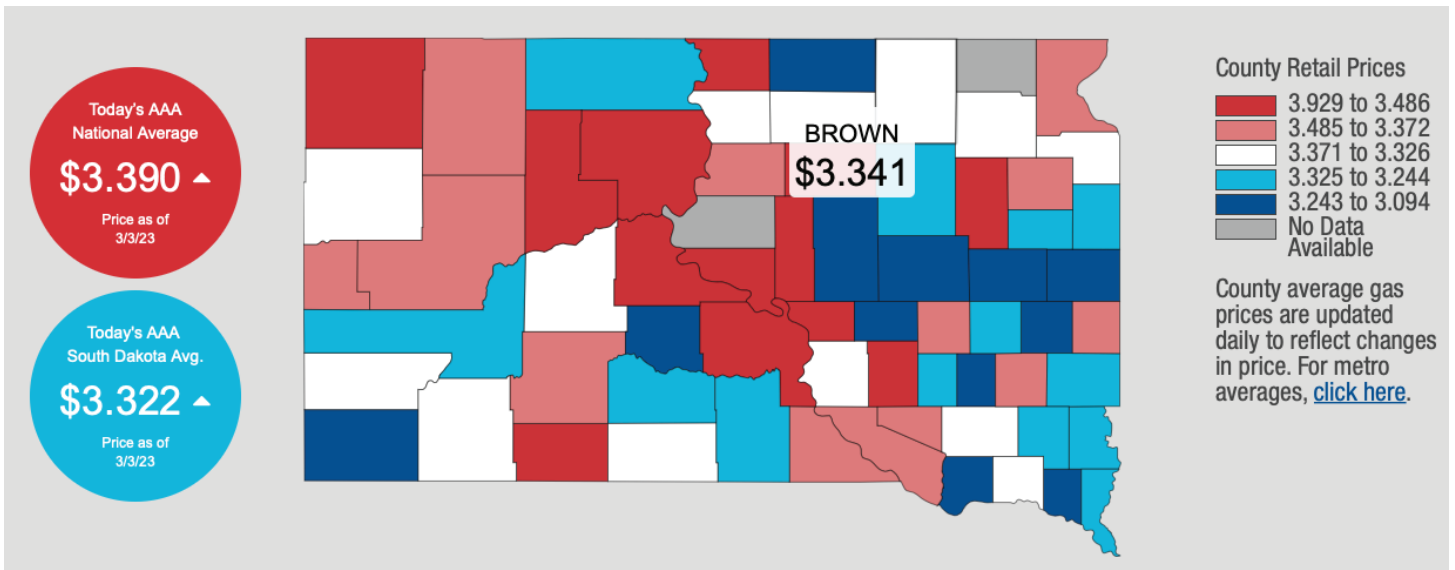 Today's AAA
National Average
$3.390
Price as of
3/3/23
Today's AAA
South Dakota Avg.
$3.322
Price as of
3/3/23
BROWN
$3.341
County Retail Prices
3.929 to 3.486
3.485 to 3.372
3.371 to 3.326
3.325 to 3.244
3.243 to 3.094
No Data
Available
County average gas
prices are updated
daily to reflect changes
in price. For metro
averages, click here.